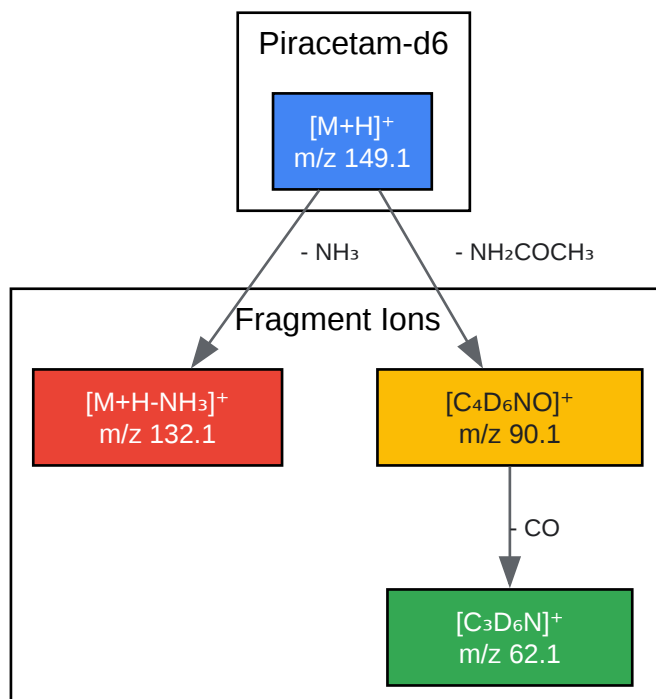 Piracetam-d6
[M+H]⁺
m/z 149.1
- NH₃
- NH₂COCH₃
Fragment Ions
[M+H-NH₃]⁺
m/z 132.1
[C₄D₆NO]⁺
m/z 90.1
- CO
[C₃D₆N]⁺
m/z 62.1